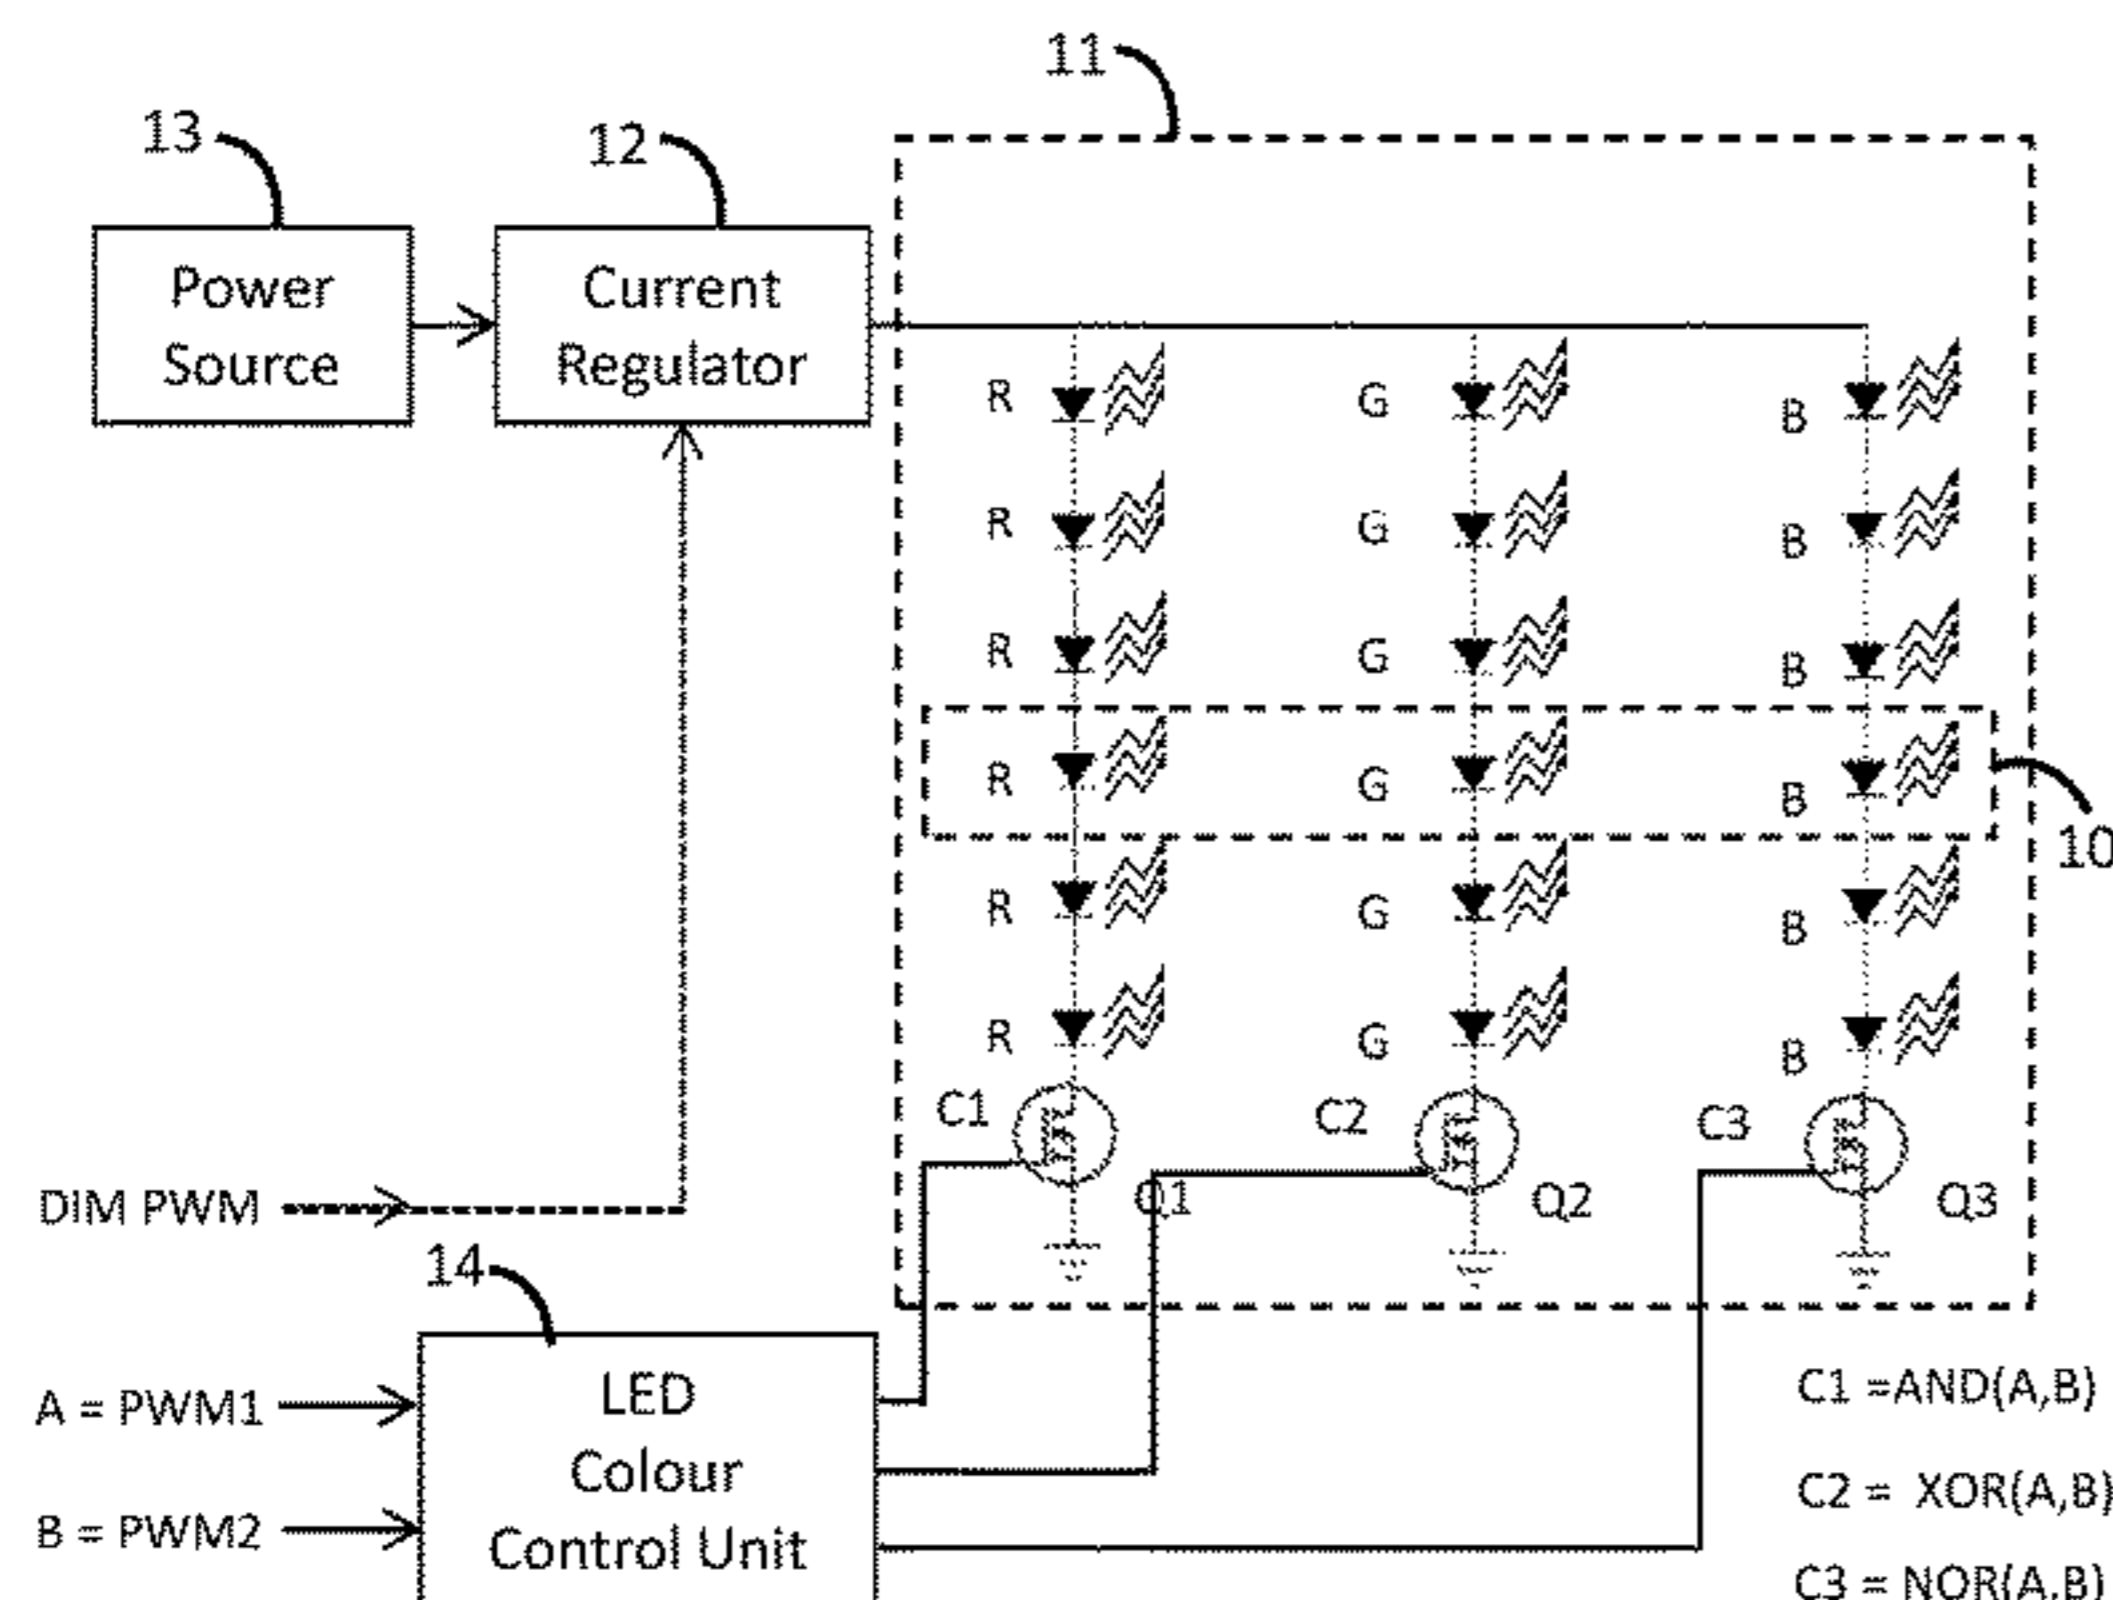 11
13
12
Power
Source
Current
Regulator
R G B
R G B
R G B
R G B
10
R G B
R G B
C1 C2 C3
Q1 Q2 Q3
DIM PWM
14
LED
Colour
Control Unit
A = PWM1
B = PWM2
C1 =AND(A,B)
C2 = XOR(A,B)
C3 = NOR(A,B)